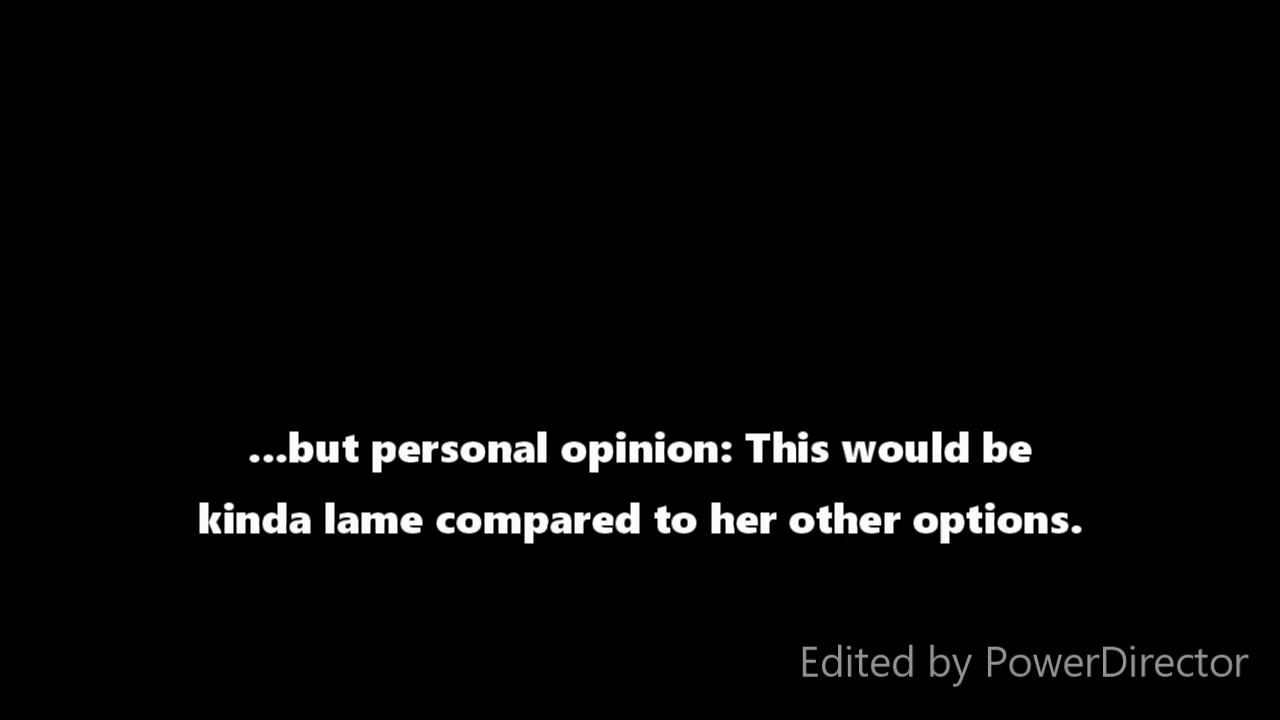 ...but personal opinion: This would be
kinda lame compared to her other options.
Edited by PowerDirector